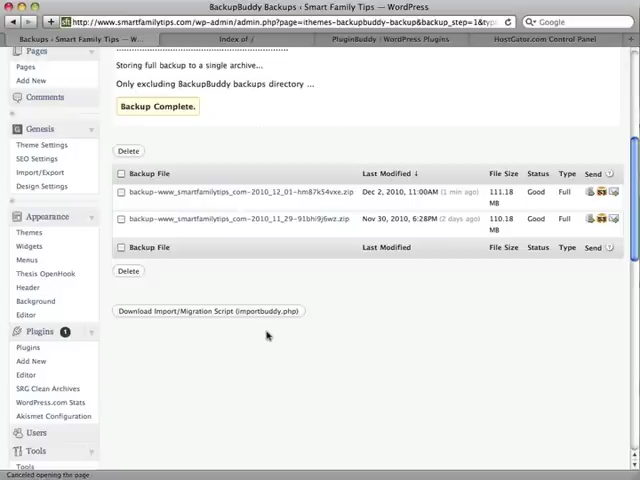 BackupBuddy Backups ‹ Smart Family Tips — WordPress
http://www.smartfamilytips.com/wp-admin/admin.php?page=ithemes-backupbuddy-backup&backup_step=1&typ
Google
Backups ‹ Smart Family Tips — W...
Index of /
PluginBuddy | WordPress Plugins
HostGator.com Control Panel
Pages
Pages
Add New
Comments
Genesis
Theme Settings
SEO Settings
Import/Export
Design Settings
Appearance
Themes
Widgets
Menus
Thesis OpenHook
Header
Background
Editor
Plugins 1
Plugins
Add New
Editor
SRG Clean Archives
WordPress.com Stats
Akismet Configuration
Users
Tools
Tools
Storing full backup to a single archive...
Only excluding BackupBuddy backups directory ...
Backup Complete.
Delete
Backup File Last Modified ↓ File Size Status Type Send ?
backup-www_smartfamilytips_com-2010_12_01-hm87k54vxe.zip Dec 2, 2010, 11:00AM (1 min ago) 111.18 MB Good Full
backup-www_smartfamilytips_com-2010_11_29-91bhi9j6wz.zip Nov 30, 2010, 6:28PM (2 days ago) 110.18 MB Good Full
Backup File Last Modified File Size Status Type Send ?
Delete
Download Import/Migration Script (importbuddy.php)
Canceled opening the page